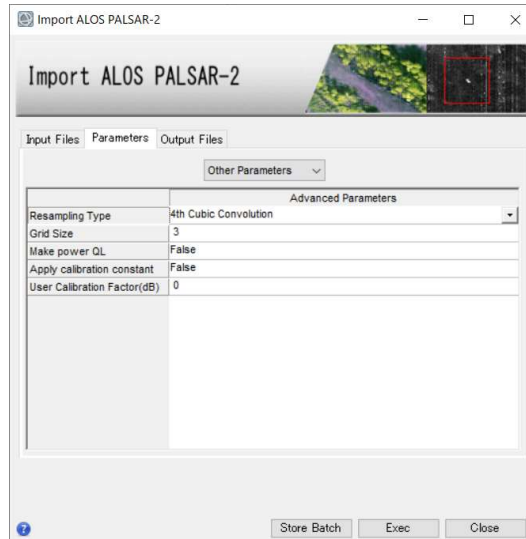 Import ALOS PALSAR-2
Import ALOS PALSAR-2
Input Files Parameters Output Files
Other Parameters
Advanced Parameters
Resampling Type 4th Cubic Convolution
Grid Size 3
Make power QL False
Apply calibration constant False
User Calibration Factor(dB) 0
Store Batch Exec Close